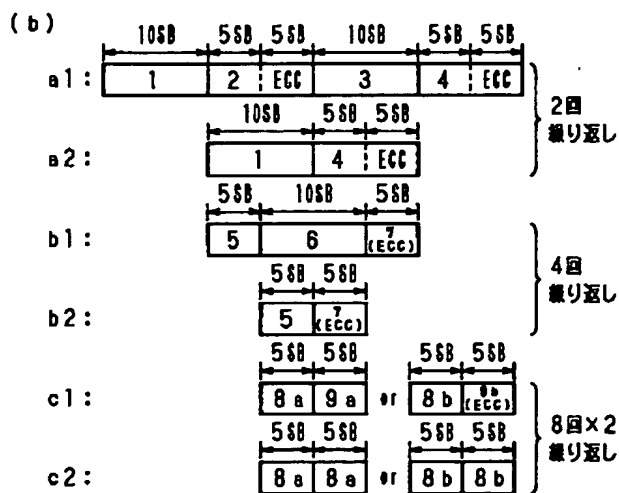 (b)
10SB 5SB 5SB 10SB 5SB 5SB
a1: 1 2 ECC 3 4 ECC
10SB 5SB 5SB
a2: 1 4 ECC
2回
繰り返し
5SB 10SB 5SB
b1: 5 6 7
(ECC)
5SB 5SB
b2: 5 7
(ECC)
4回
繰り返し
5SB 5SB 5SB 5SB
c1: 8a 9a or 8b 9b
(ECC)
5SB 5SB 5SB 5SB
c2: 8a 8a or 8b 8b
8回×2
繰り返し